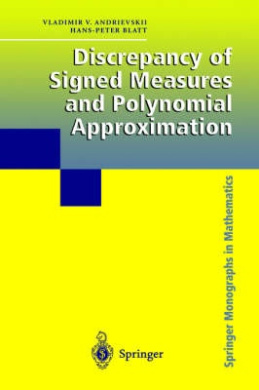 VLADIMIR V. ANDRIEVSKII
HANS-PETER BLATT
Discrepancy of
Signed Measures
and Polynomial
Approximation
Springer Monographs in Mathematics
Springer